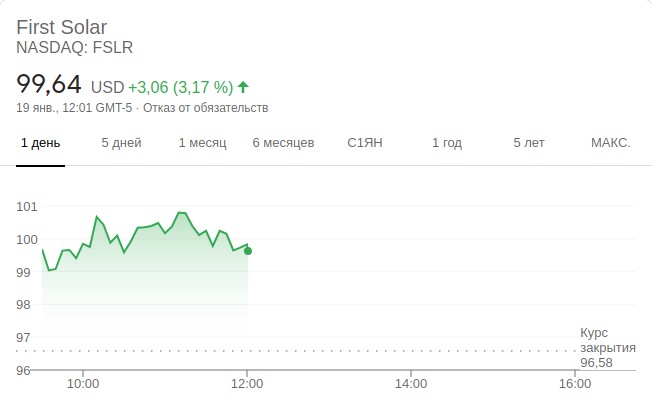 First Solar
NASDAQ: FSLR
99,64 USD +3,06 (3,17 %)
19 янв., 12:01 GMT-5 · Отказ от обязательств
1 день 5 дней 1 месяц 6 месяцев С1ЯН 1 год 5 лет МАКС.
101
100
99
98
97
Курс
закрытия
96,58
96
10:00 12:00 14:00 16:00